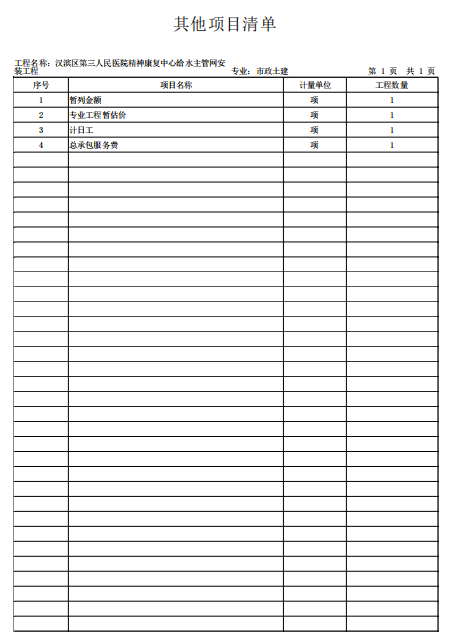 其他项目清单
工程名称：汉滨区第三人民医院精神康复中心给水主管网安
装工程 专业：市政土建 第 1 页 共 1 页
序号 项目名称 计量单位 工程数量
1 暂列金额 项 1
2 专业工程暂估价 项 1
3 计日工 项 1
4 总承包服务费 项 1